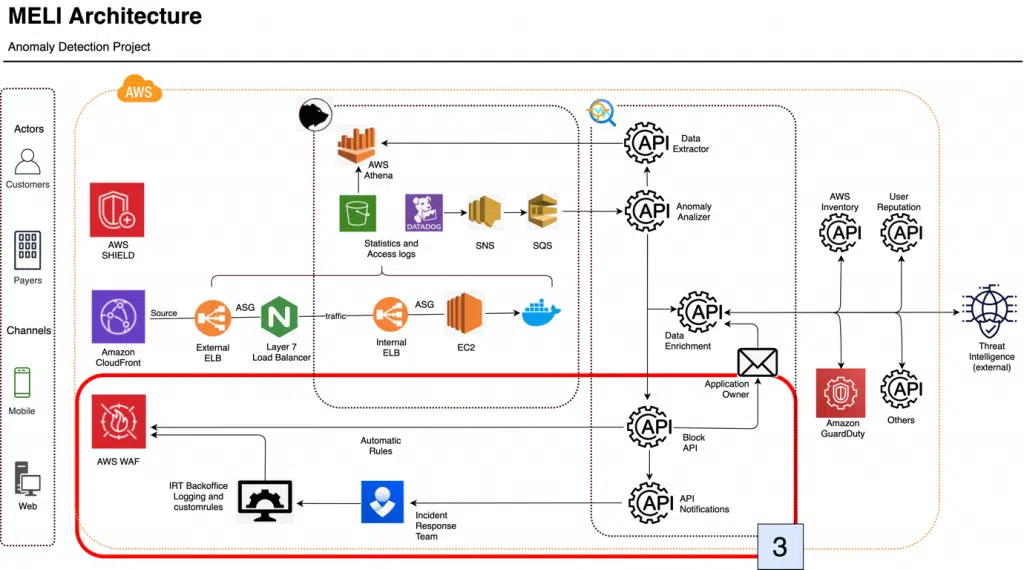 MELI Architecture
Anomaly Detection Project
AWS
Actors
Customers
Payers
Channels
Mobile
Web
AWS
SHIELD
Amazon
CloudFront
Source
External
ELB
ASG
Layer 7
Load Balancer
traffic
Internal
ELB
ASG
EC2
AWS
Athena
Statistics and
Access logs
DATADOG
SNS
SQS
API
Data
Extractor
API
Anomaly
Analizer
API
Data
Enrichment
Application
Owner
AWS
Inventory
API
User
Reputation
API
Amazon
GuardDuty
API
Others
Threat
Intelligence
(external)
AWS WAF
Automatic
Rules
API
Block
API
IRT Backoffice
Logging and
customrules
Incident
Response
Team
API
API
Notifications
3